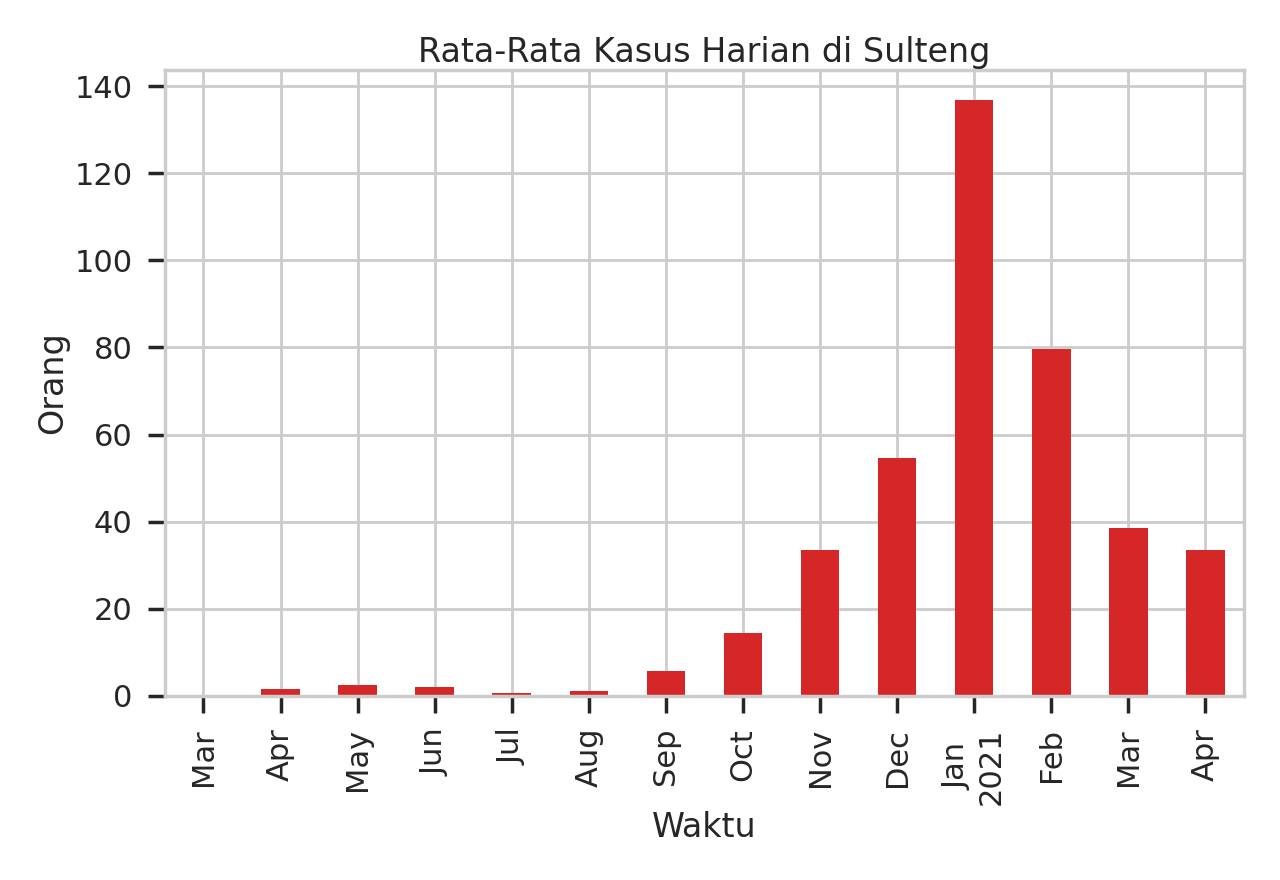 Rata-Rata Kasus Harian di Sulteng
140
120
100
80
60
40
20
0
Orang
Mar
Apr
May
Jun
Jul
Aug
Sep
Oct
Nov
Dec
Jan
2021
Feb
Mar
Apr
Waktu